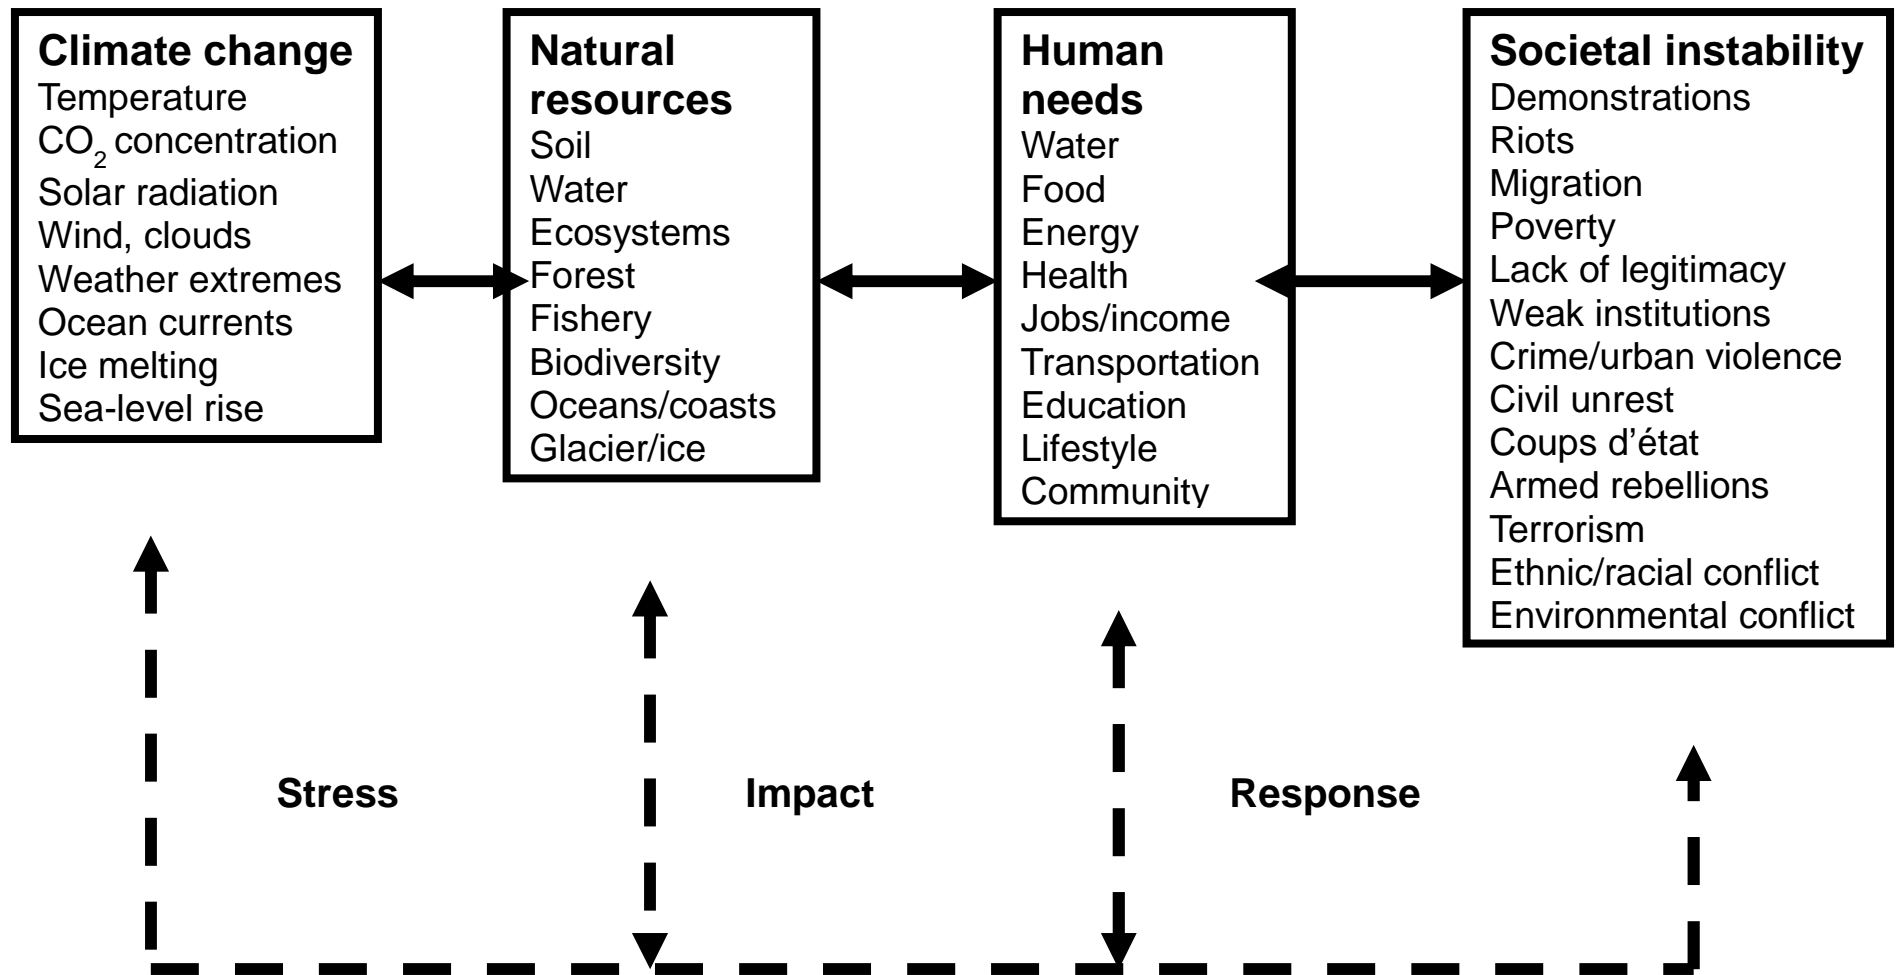 Climate change
Temperature
CO₂ concentration
Solar radiation
Wind, clouds
Weather extremes
Ocean currents
Ice melting
Sea-level rise
Natural
resources
Soil
Water
Ecosystems
Forest
Fishery
Biodiversity
Oceans/coasts
Glacier/ice
Human
needs
Water
Food
Energy
Health
Jobs/income
Transportation
Education
Lifestyle
Community
Societal instability
Demonstrations
Riots
Migration
Poverty
Lack of legitimacy
Weak institutions
Crime/urban violence
Civil unrest
Coups d’état
Armed rebellions
Terrorism
Ethnic/racial conflict
Environmental conflict
Stress
Impact
Response